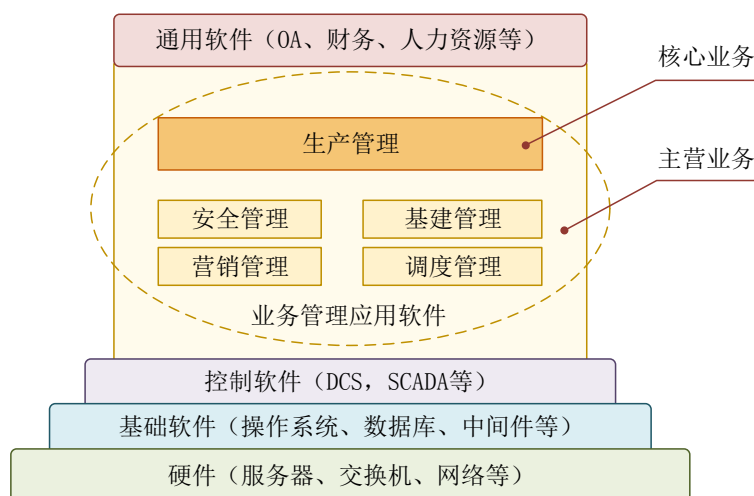 通用软件（OA、财务、人力资源等）
核心业务
生产管理
主营业务
安全管理
基建管理
营销管理
调度管理
业务管理应用软件
控制软件（DCS，SCADA等）
基础软件（操作系统、数据库、中间件等）
硬件（服务器、交换机、网络等）